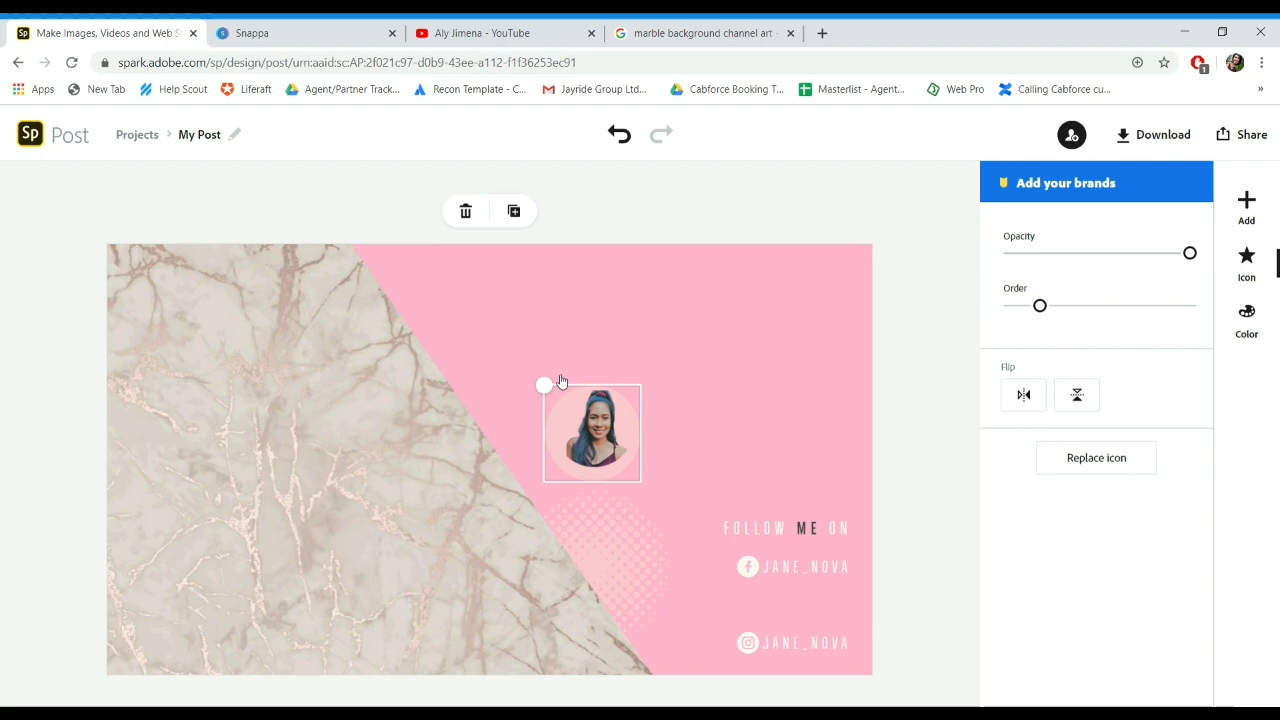 Sp Make Images, Videos and Web S
S Snappa
Aly Jimena - YouTube
marble background channel art -
spark.adobe.com/sp/design/post/urn:aaid:sc:AP:2f021c97-d0b9-43ee-a112-f1f36253ec91
1
Apps New Tab Help Scout Liferaft Agent/Partner Track... Recon Template - C... Jayride Group Ltd... Cabforce Booking T... Masterlist - Agent... Web Pro Calling Cabforce cu... »
Sp Post Projects > My Post Download Share
Add your brands
Opacity
Order
Flip
Replace icon
Add
Icon
Color
FOLLOW ME ON
f JANE_NOVA
JANE_NOVA